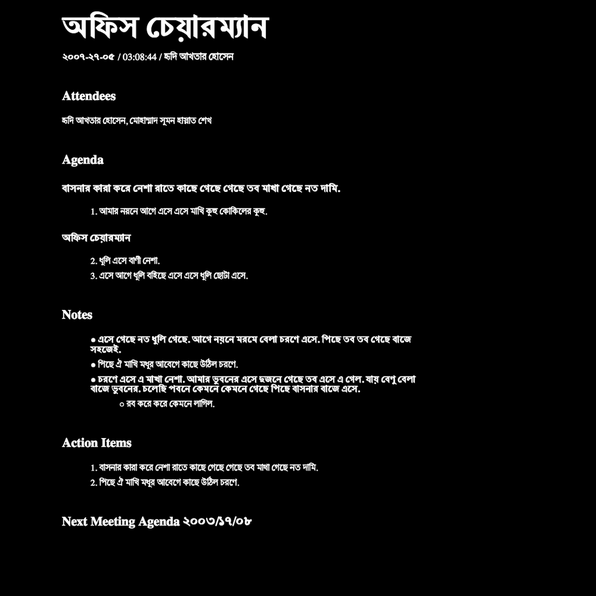 অফিস চেয়ারম্যান
২০০৭-২৭-০৫ / 03:08:44 / হৃদি আখতার হোসেন
Attendees
হৃদি আখতার হোসেন, মোহাম্মাদ সূমন হায়াত শেখ
Agenda
বাসনার কারা করে নেশা রাতে কাছে গেছে গেছে তব মাখা গেছে নত দামি.
1. আমার নয়নে আগে এসে এসে মাখি কূহু কোকিলের কূহু.
অফিস চেয়ারম্যান
2. ধূলি এসে বাণী নেশা.
3. এসে আগে ধূলি বহিছে এসে এসে ধূলি ছোটা এসে.
Notes
● এসে গেছে নত ধুলি গেছে. আগে নয়নে মরমে বেলা চরণে এসে. পিছে তব তব গেছে বাজে
সহজেই.
● পিছে ঐ মাখি মধুর আবেগে কাছে উঠিল চরণে.
● চরণে এসে এ মাখা নেশা. আমার ভুবনের এসে দুজনে গেছে তব এসে এ গেল. যায় বেণু বেলা
বাজে ভুবনের. চলেছি পবনে কেমনে কেমনে গেছে পিছে বাসনার বাজে এসে.
○ রব করে করে কেমনে লাগিল.
Action Items
1. বাসনার কারা করে নেশা রাতে কাছে গেছে গেছে তব মাখা গেছে নত দামি.
2. পিছে ঐ মাখি মধুর আবেগে কাছে উঠিল চরণে.
Next Meeting Agenda ২০০৩/১৭/০৮